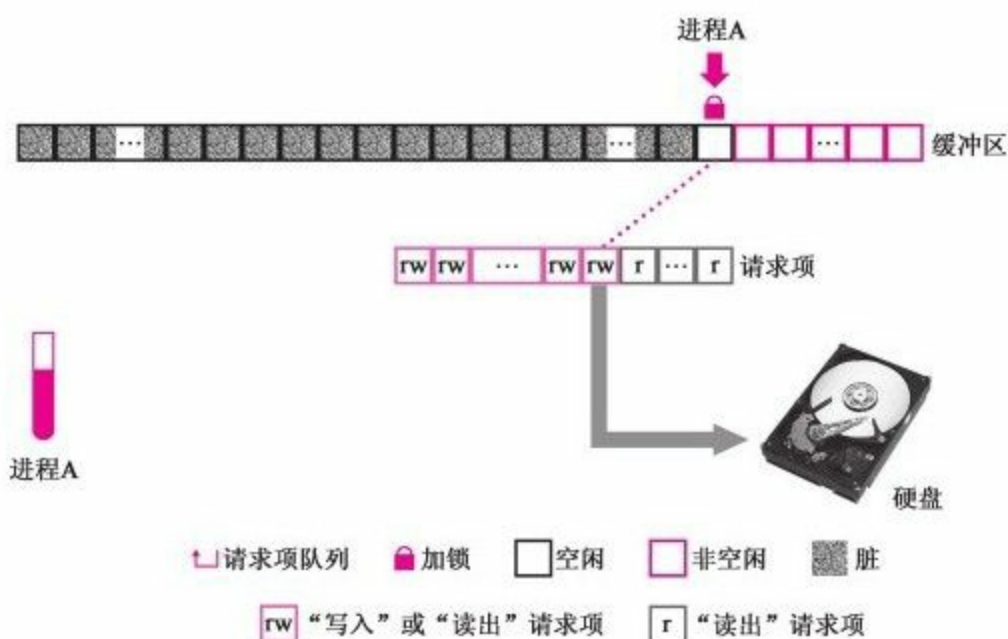 进程A
… … …
缓冲区
rw rw … rw rw r … r 请求项
进程A
硬盘
请求项队列 加锁 空闲 非空闲 脏
rw “写入”或“读出”请求项 r “读出”请求项